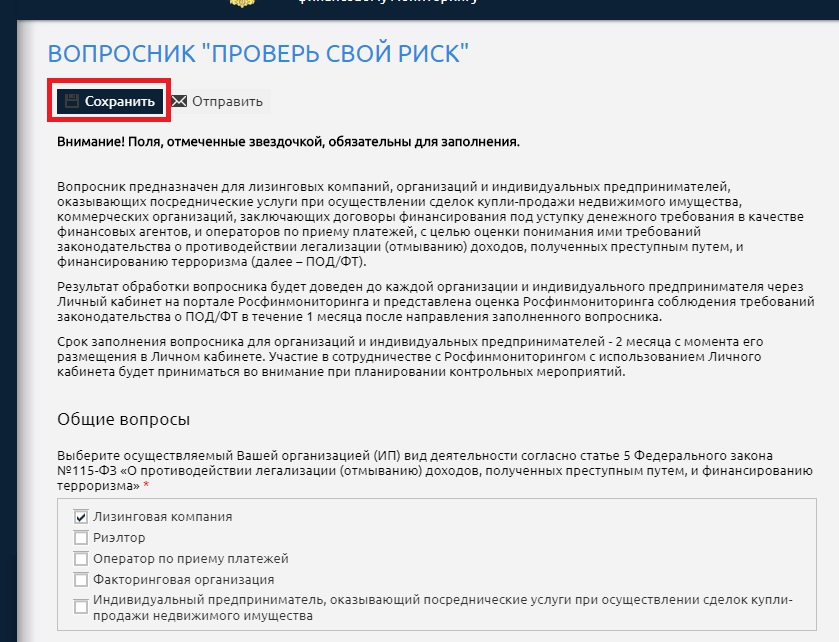 финансовому мониторингу
ВОПРОСНИК "ПРОВЕРЬ СВОЙ РИСК"
Сохранить Отправить
Внимание! Поля, отмеченные звездочкой, обязательны для заполнения.
Вопросник предназначен для лизинговых компаний, организаций и индивидуальных предпринимателей,
оказывающих посреднические услуги при осуществлении сделок купли-продажи недвижимого имущества,
коммерческих организаций, заключающих договоры финансирования под уступку денежного требования в качестве
финансовых агентов, и операторов по приему платежей, с целью оценки понимания ими требований
законодательства о противодействии легализации (отмыванию) доходов, полученных преступным путем, и
финансированию терроризма (далее – ПОД/ФТ).
Результат обработки вопросника будет доведен до каждой организации и индивидуального предпринимателя через
Личный кабинет на портале Росфинмониторинга и представлена оценка Росфинмониторинга соблюдения требований
законодательства о ПОД/ФТ в течение 1 месяца после направления заполненного вопросника.
Срок заполнения вопросника для организаций и индивидуальных предпринимателей - 2 месяца с момента его
размещения в Личном кабинете. Участие в сотрудничестве с Росфинмониторингом с использованием Личного
кабинета будет приниматься во внимание при планировании контрольных мероприятий.
Общие вопросы
Выберите осуществляемый Вашей организацией (ИП) вид деятельности согласно статье 5 Федерального закона
№115-ФЗ «О противодействии легализации (отмыванию) доходов, полученных преступным путем, и финансированию
терроризма» *
Лизинговая компания
Риэлтор
Оператор по приему платежей
Факторинговая организация
Индивидуальный предприниматель, оказывающий посреднические услуги при осуществлении сделок купли-
продажи недвижимого имущества